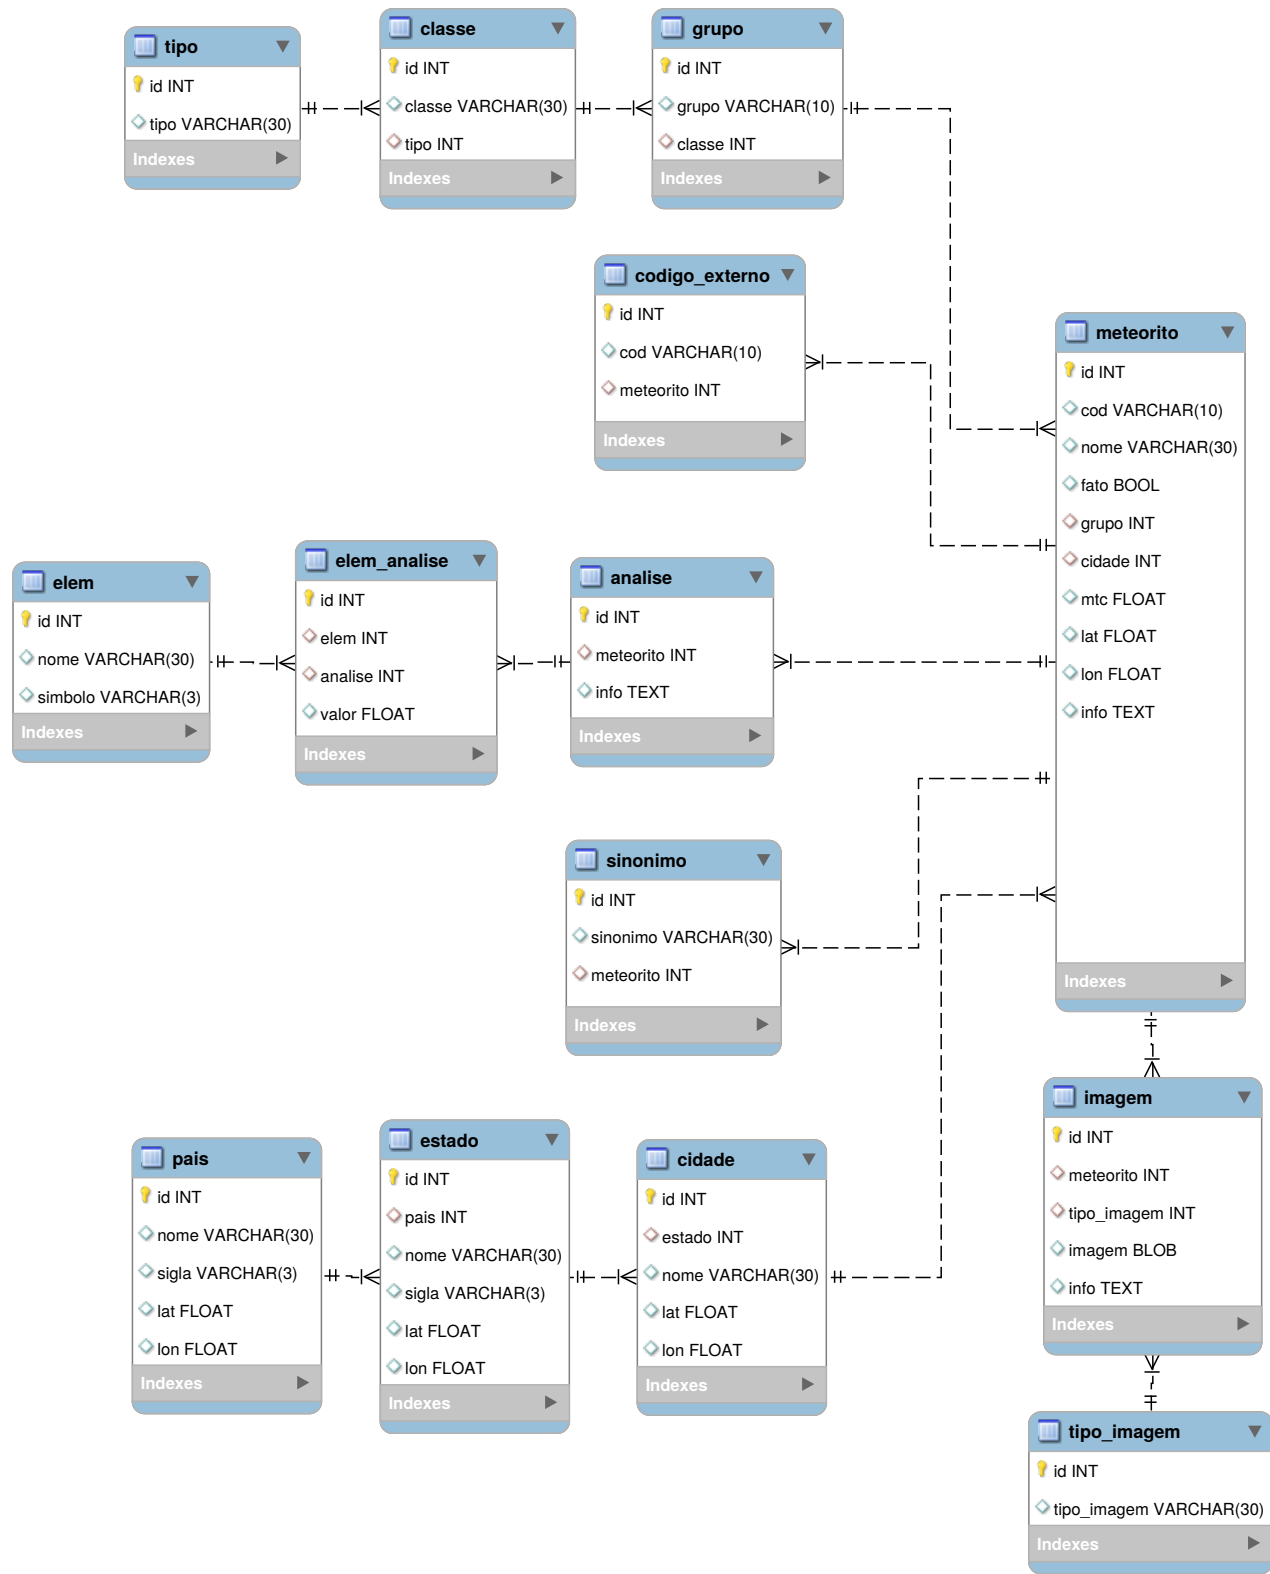 tipo
id INT
tipo VARCHAR(30)
Indexes
classe
id INT
classe VARCHAR(30)
tipo INT
Indexes
grupo
id INT
grupo VARCHAR(10)
classe INT
Indexes
codigo_externo
id INT
cod VARCHAR(10)
meteorito INT
Indexes
meteorito
id INT
cod VARCHAR(10)
nome VARCHAR(30)
fato BOOL
grupo INT
cidade INT
mtc FLOAT
lat FLOAT
lon FLOAT
info TEXT
Indexes
elem
id INT
nome VARCHAR(30)
simbolo VARCHAR(3)
Indexes
elem_analise
id INT
elem INT
analise INT
valor FLOAT
Indexes
analise
id INT
meteorito INT
info TEXT
Indexes
sinonimo
id INT
sinonimo VARCHAR(30)
meteorito INT
Indexes
pais
id INT
nome VARCHAR(30)
sigla VARCHAR(3)
lat FLOAT
lon FLOAT
Indexes
estado
id INT
pais INT
nome VARCHAR(30)
sigla VARCHAR(3)
lat FLOAT
lon FLOAT
Indexes
cidade
id INT
estado INT
nome VARCHAR(30)
lat FLOAT
lon FLOAT
Indexes
imagem
id INT
meteorito INT
tipo_imagem INT
imagem BLOB
info TEXT
Indexes
tipo_imagem
id INT
tipo_imagem VARCHAR(30)
Indexes